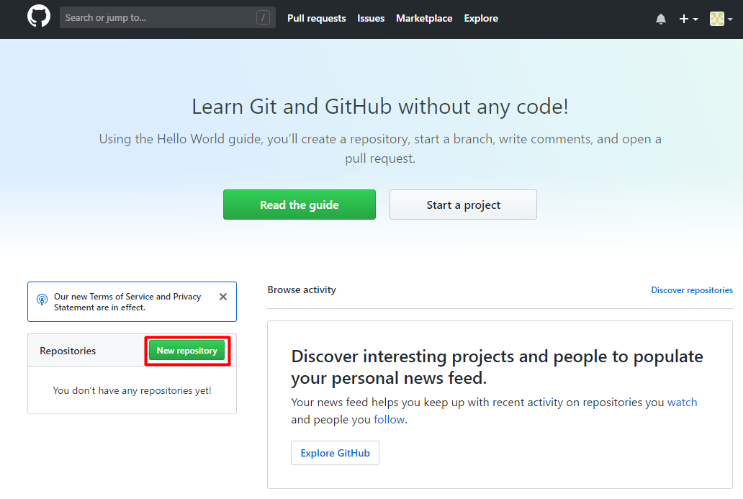 Search or jump to...
/
Pull requests
Issues
Marketplace
Explore
Learn Git and GitHub without any code!
Using the Hello World guide, you’ll create a repository, start a branch, write comments, and open a
pull request.
Read the guide
Start a project
Our new Terms of Service and Privacy
Statement are in effect.
Repositories
New repository
You don’t have any repositories yet!
Browse activity
Discover repositories
Discover interesting projects and people to populate
your personal news feed.
Your news feed helps you keep up with recent activity on repositories you watch
and people you follow.
Explore GitHub